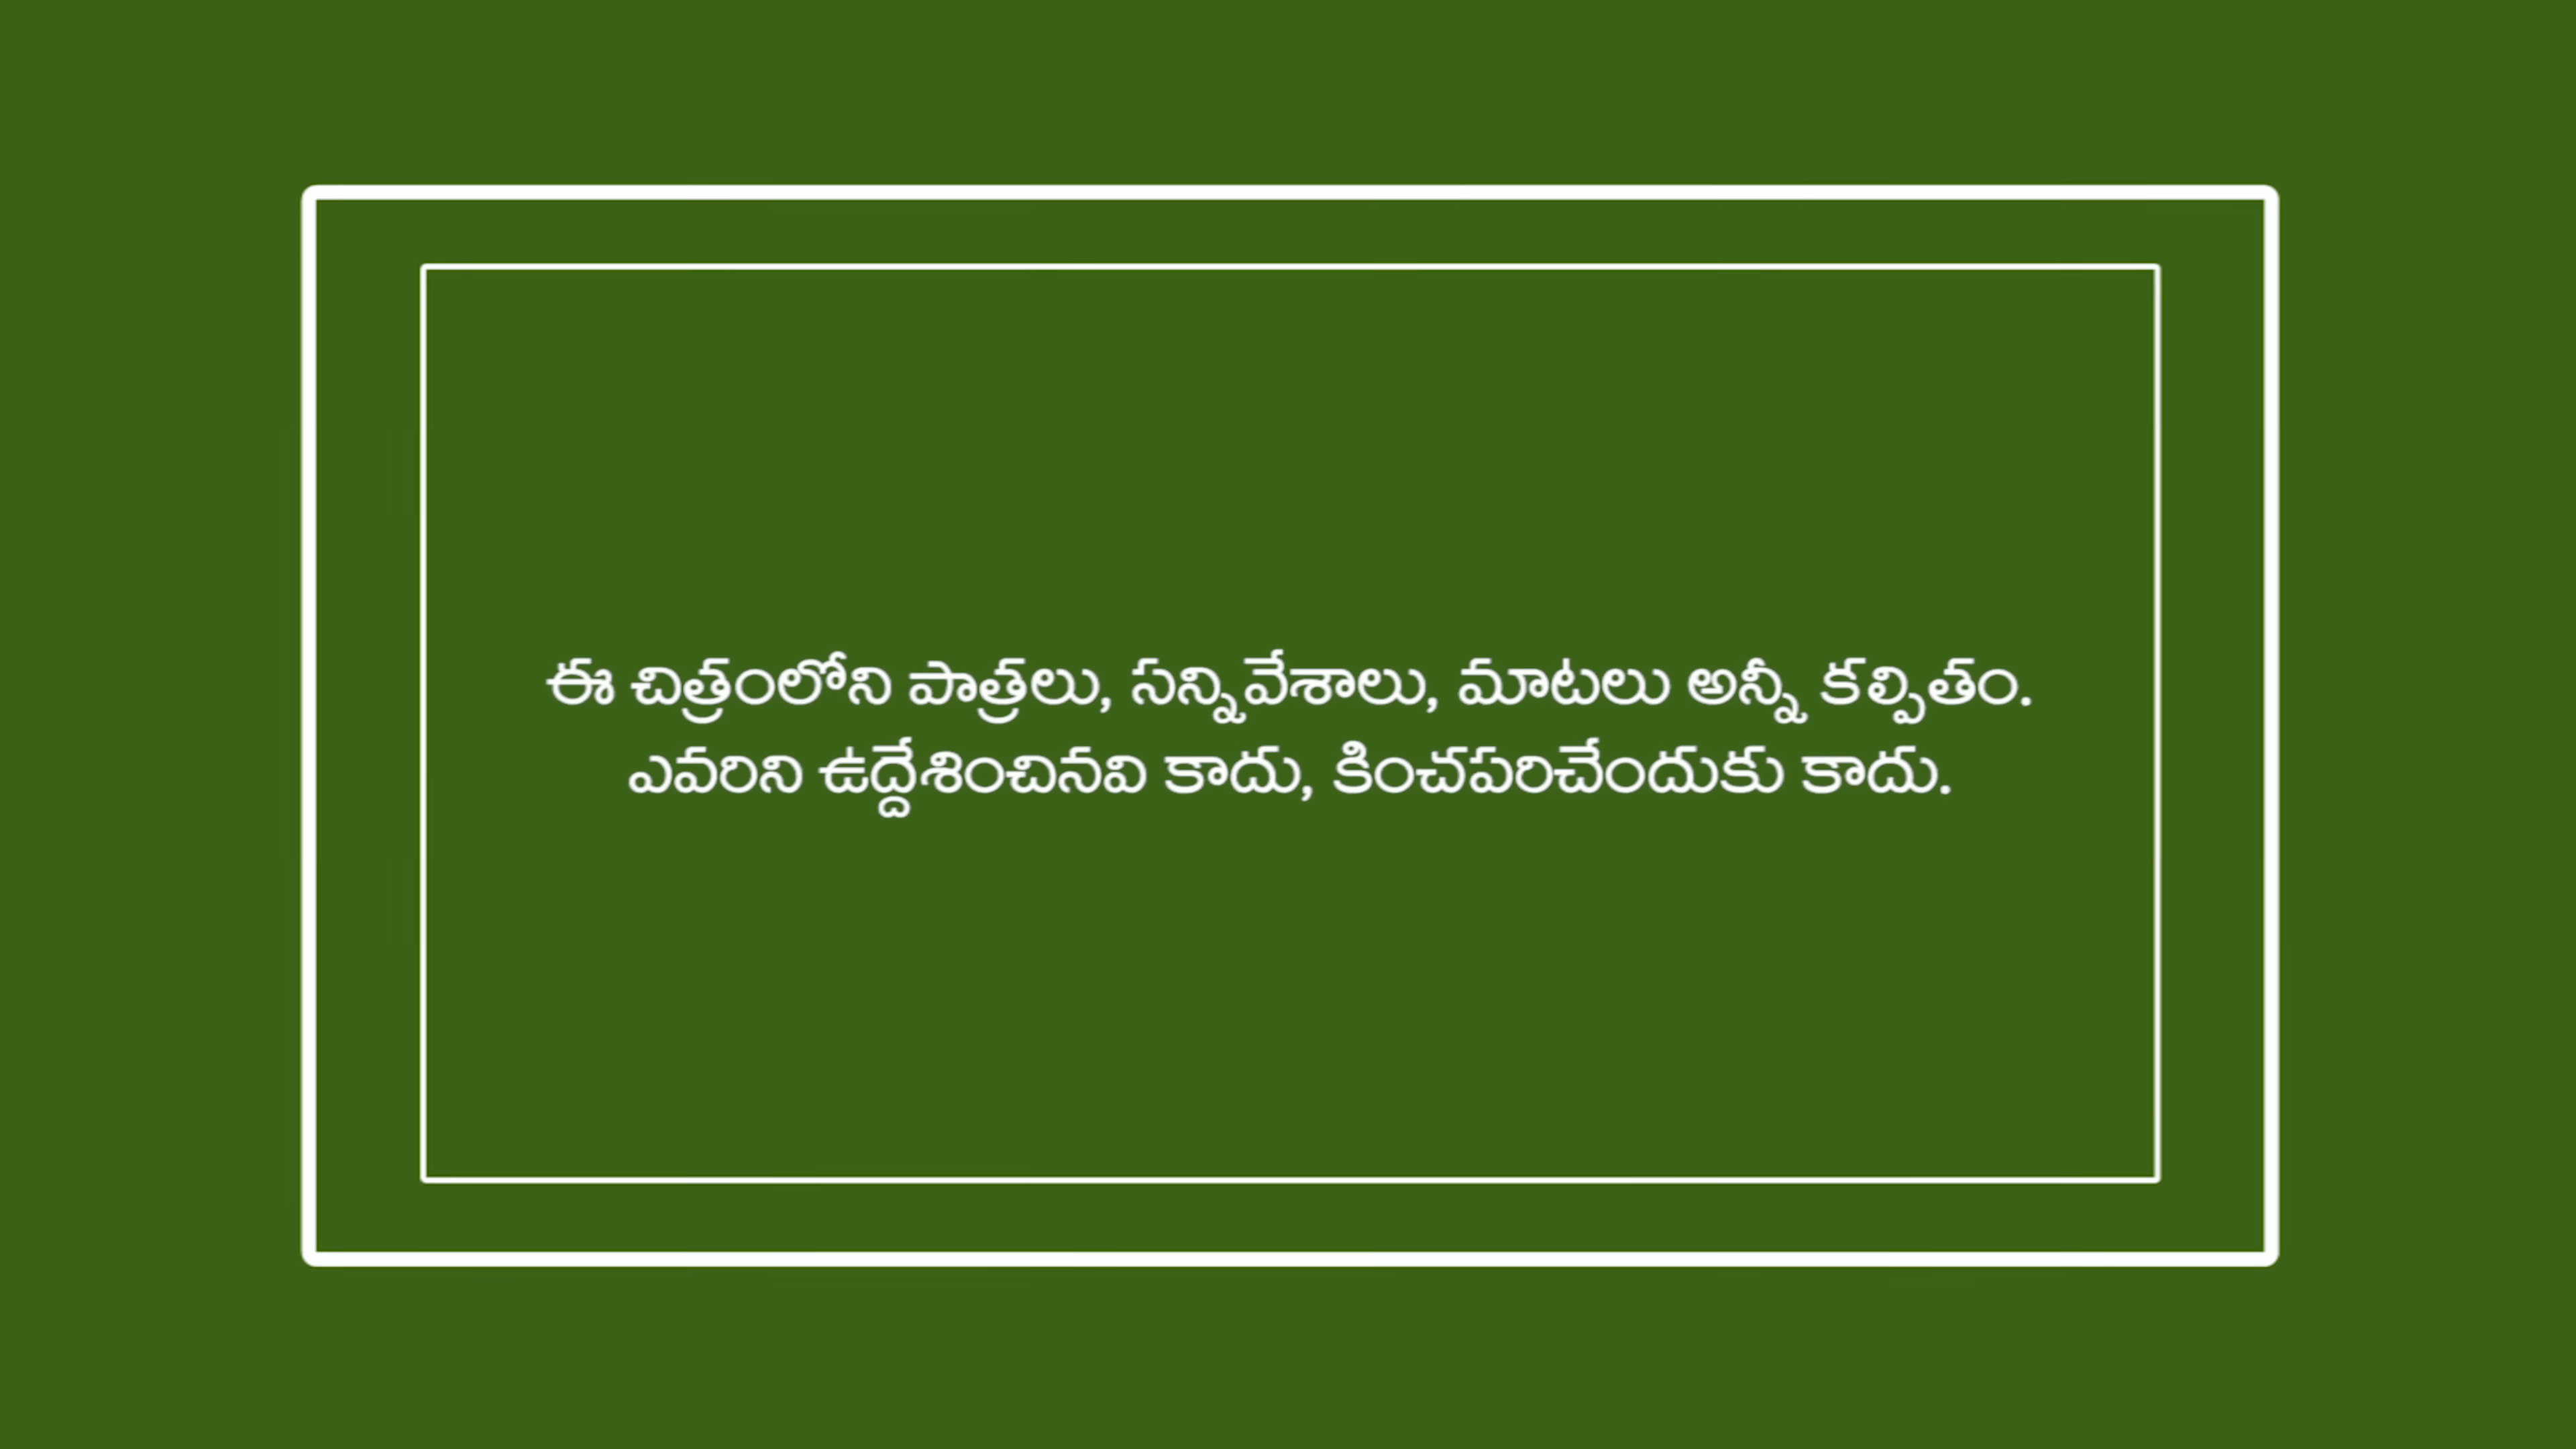 ఈ చిత్రంలోని పాత్రలు, సన్నివేశాలు, మాటలు అన్నీ కల్పితం.
ఎవరిని ఉద్దేశించినవి కాదు, కించపరిచేందుకు కాదు.